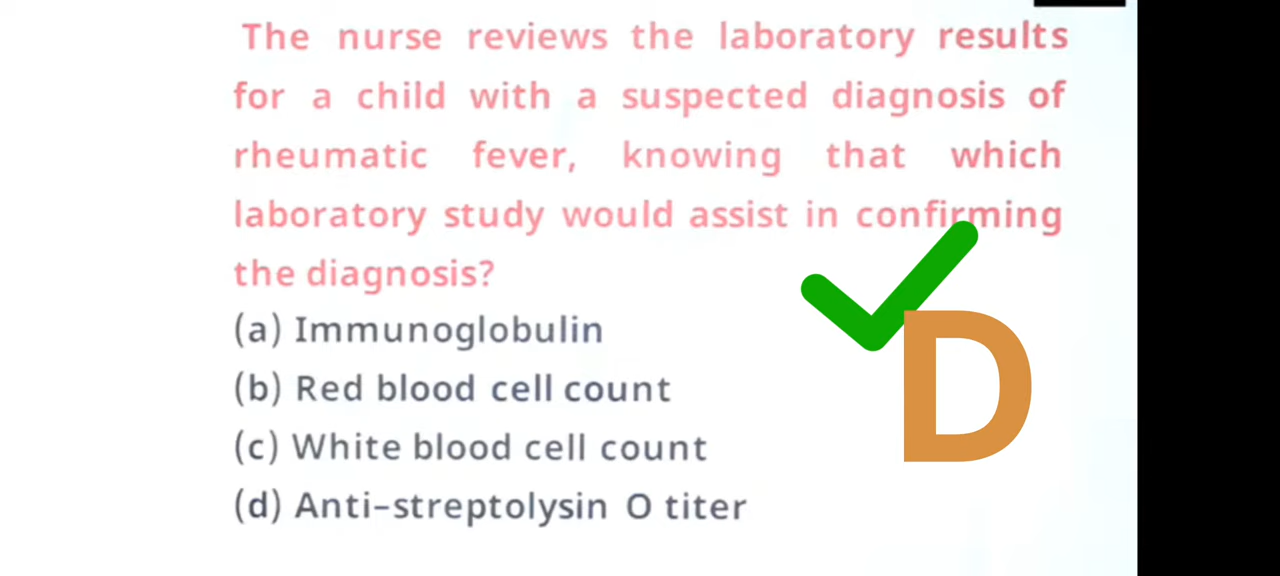 The nurse reviews the laboratory results
for a child with a suspected diagnosis of
rheumatic fever, knowing that which
laboratory study would assist in confirming
the diagnosis?
(a) Immunoglobulin
(b) Red blood cell count
(c) White blood cell count
(d) Anti-streptolysin O titer
D